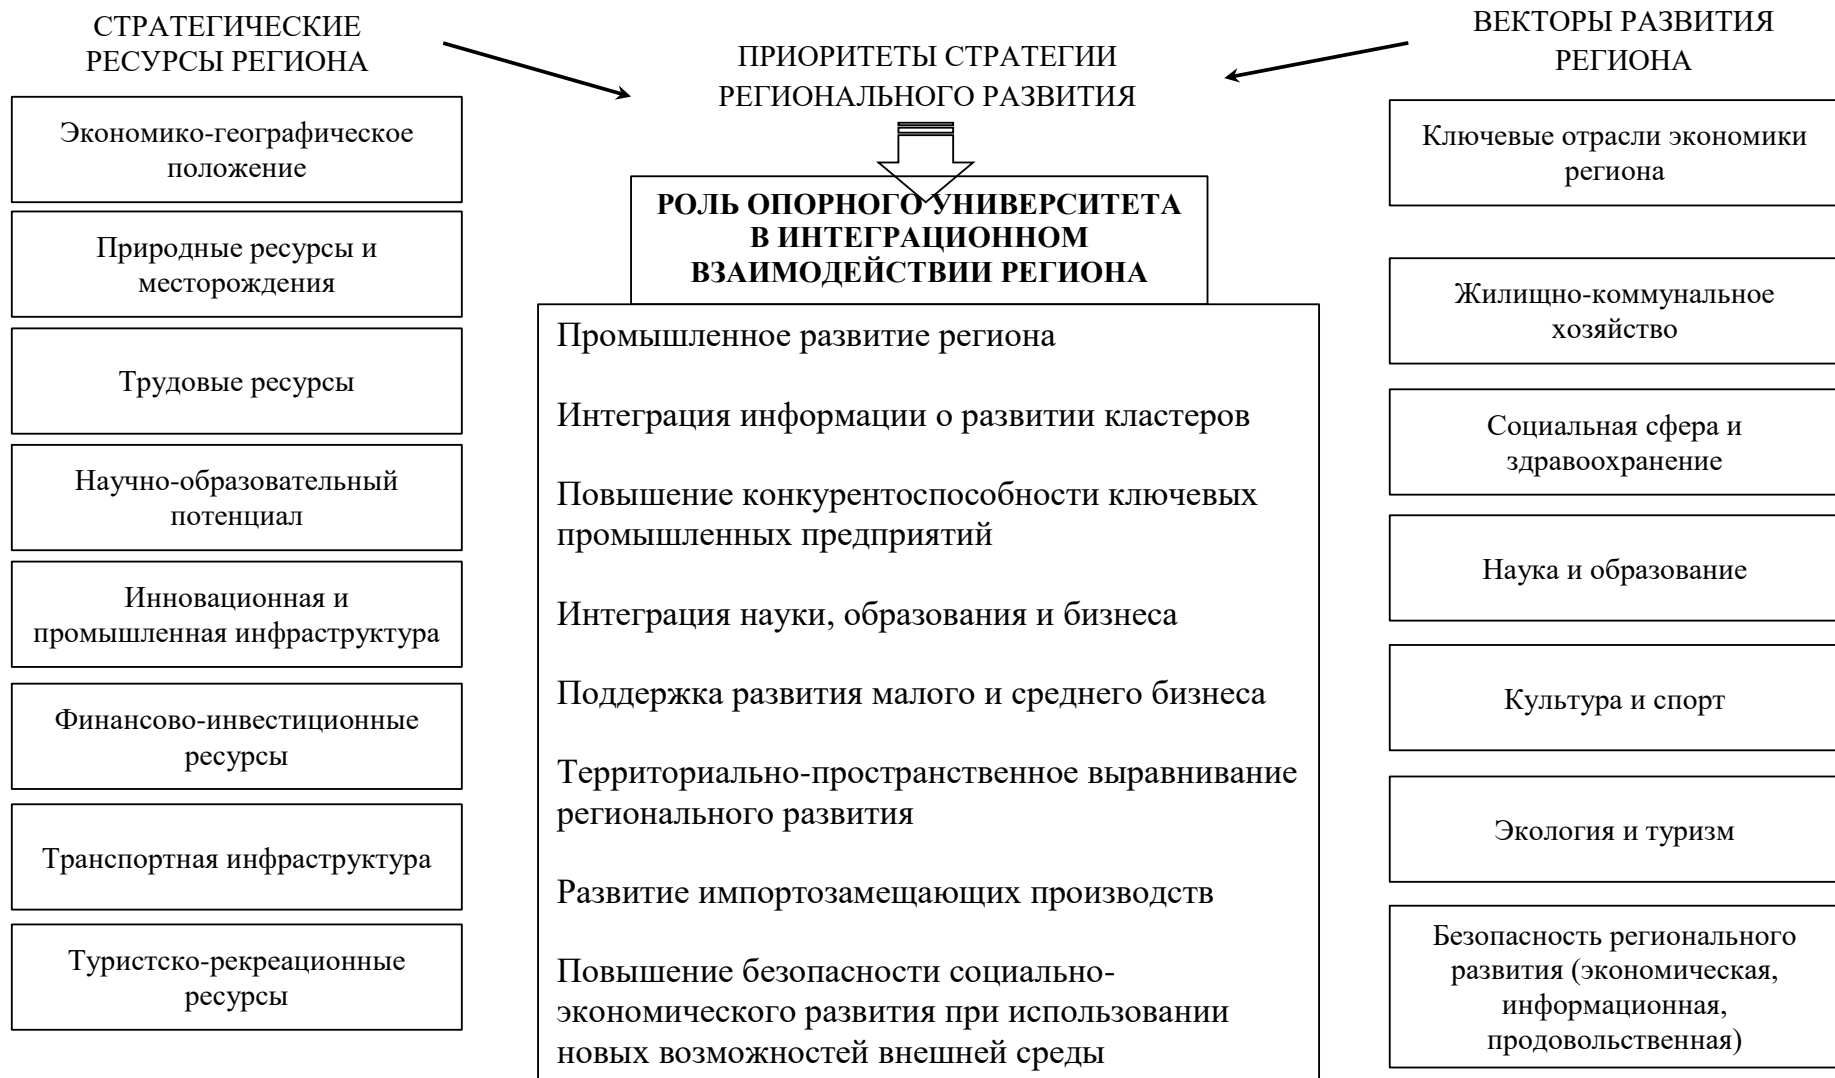 СТРАТЕГИЧЕСКИЕ
РЕСУРСЫ РЕГИОНА
Экономико-географическое
положение
Природные ресурсы и
месторождения
Трудовые ресурсы
Научно-образовательный
потенциал
Инновационная и
промышленная инфраструктура
Финансово-инвестиционные
ресурсы
Транспортная инфраструктура
Туристско-рекреационные
ресурсы
ПРИОРИТЕТЫ СТРАТЕГИИ
РЕГИОНАЛЬНОГО РАЗВИТИЯ
РОЛЬ ОПОРНОГО УНИВЕРСИТЕТА
В ИНТЕГРАЦИОННОМ
ВЗАИМОДЕЙСТВИИ РЕГИОНА
Промышленное развитие региона
Интеграция информации о развитии кластеров
Повышение конкурентоспособности ключевых
промышленных предприятий
Интеграция науки, образования и бизнеса
Поддержка развития малого и среднего бизнеса
Территориально-пространственное выравнивание
регионального развития
Развитие импортозамещающих производств
Повышение безопасности социально-
экономического развития при использовании
новых возможностей внешней среды
ВЕКТОРЫ РАЗВИТИЯ
РЕГИОНА
Ключевые отрасли экономики
региона
Жилищно-коммунальное
хозяйство
Социальная сфера и
здравоохранение
Наука и образование
Культура и спорт
Экология и туризм
Безопасность регионального
развития (экономическая,
информационная,
продовольственная)